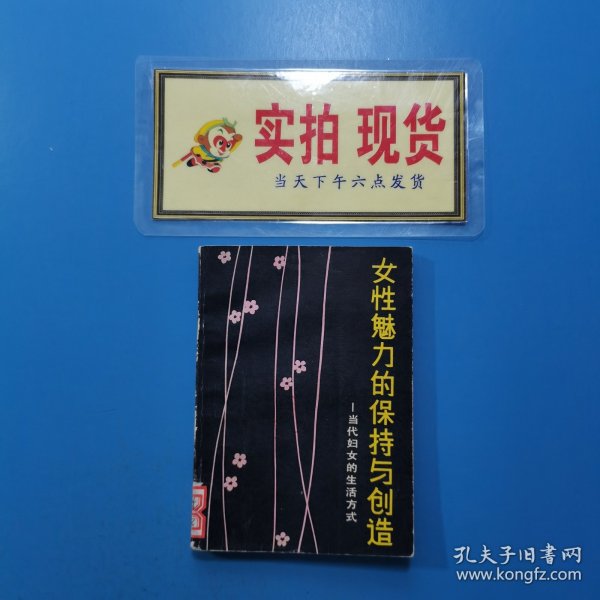 实拍 现货
当天下午六点发货
女性魅力的保持与创造
—当代妇女的生活方式
孔夫子旧书网
www.kongfz.com